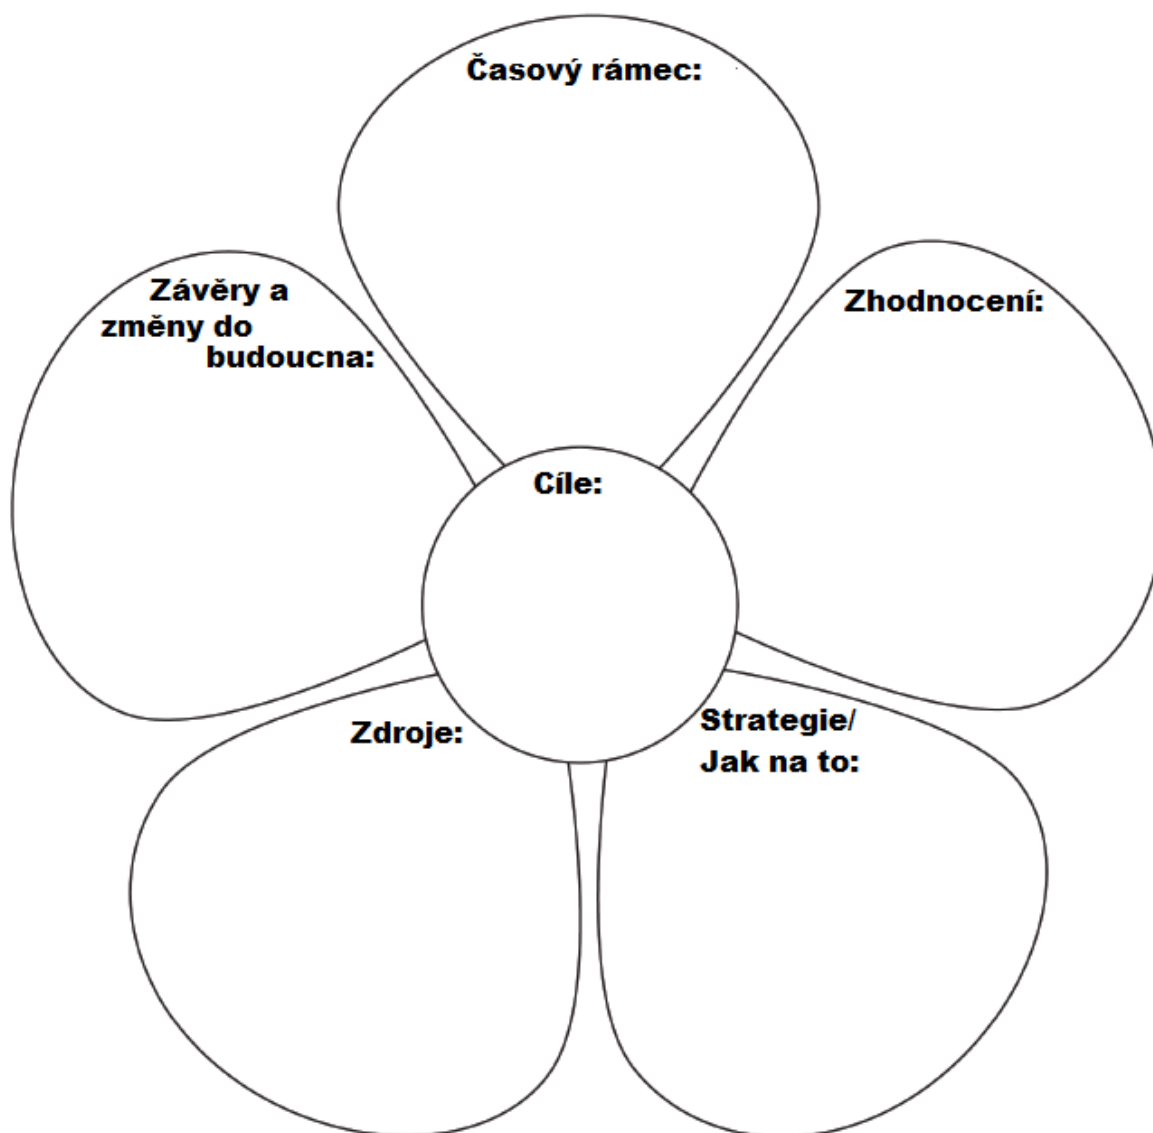 Časový rámec:
Závěry a
změny do
budoucna:
Zhodnocení:
Cíle:
Zdroje:
Strategie/
Jak na to: